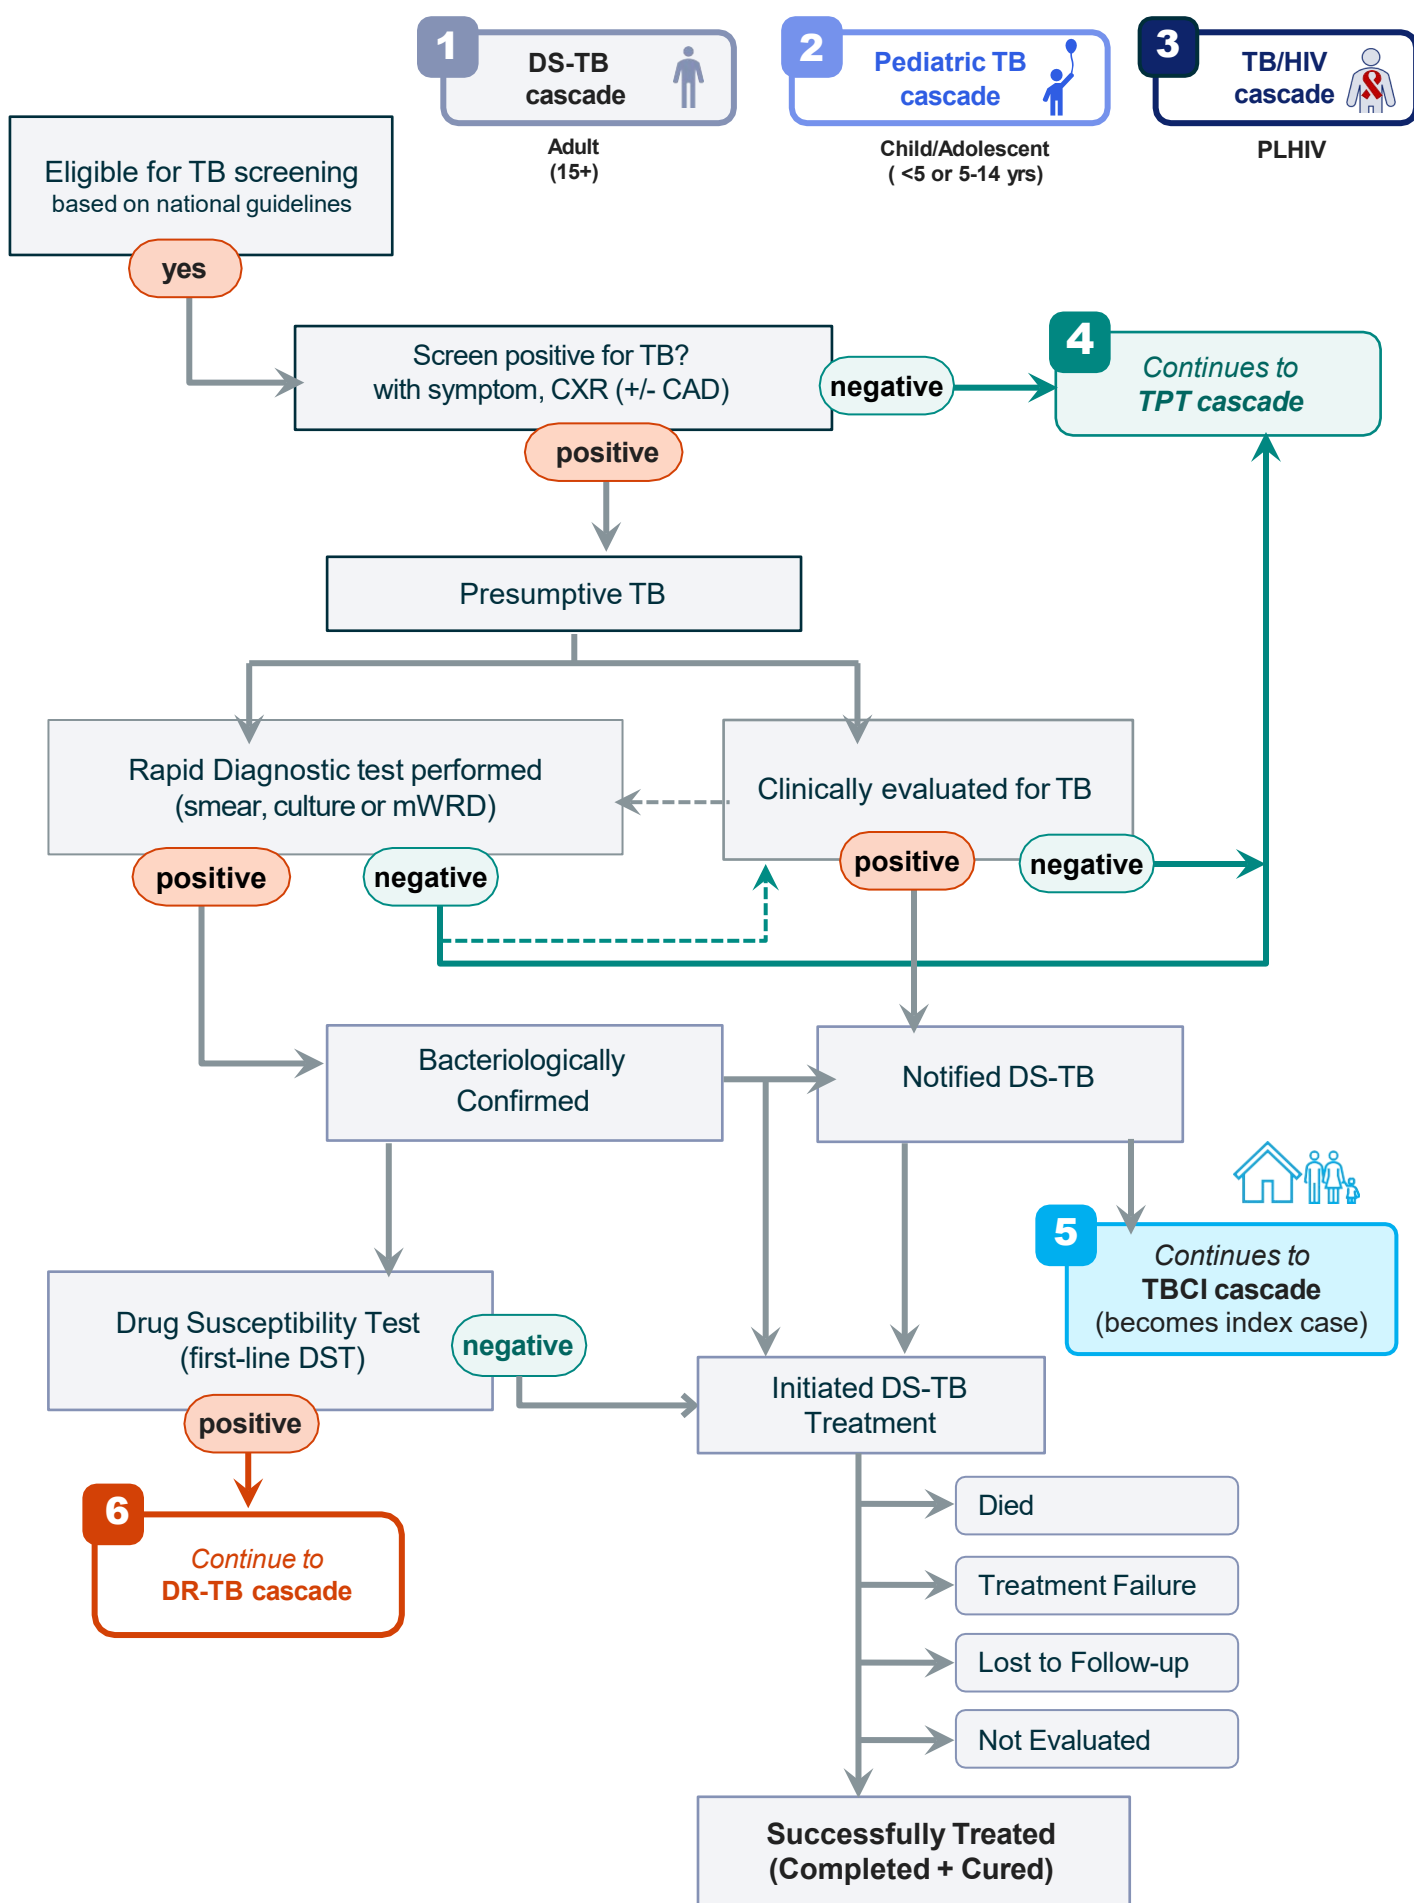 1
DS-TB
cascade
Adult
(15+)
2
Pediatric TB
cascade
Child/Adolescent
( <5 or 5-14 yrs)
3
TB/HIV
cascade
PLHIV
Eligible for TB screening
based on national guidelines
yes
Screen positive for TB?
with symptom, CXR (+/- CAD)
negative
positive
4
Continues to
TPT cascade
Presumptive TB
Rapid Diagnostic test performed
(smear, culture or mWRD)
positive
negative
Clinically evaluated for TB
positive
negative
Bacteriologically
Confirmed
Notified DS-TB
5
Continues to
TBCI cascade
(becomes index case)
Drug Susceptibility Test
(first-line DST)
negative
positive
Initiated DS-TB
Treatment
6
Continue to
DR-TB cascade
Died
Treatment Failure
Lost to Follow-up
Not Evaluated
Successfully Treated
(Completed + Cured)